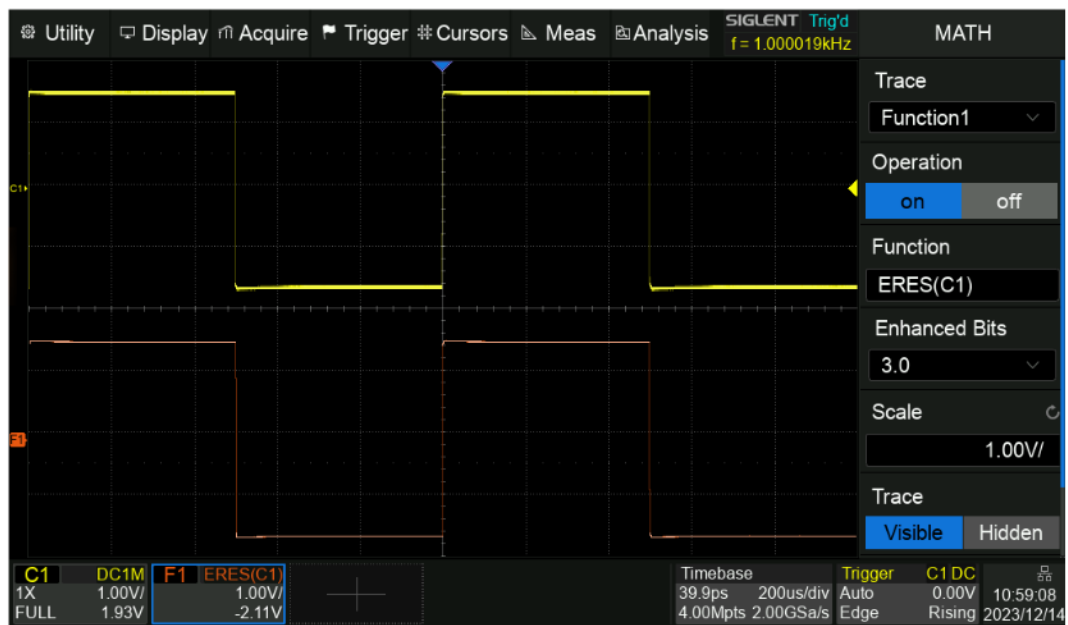 Utility Display Acquire Trigger Cursors Meas Analysis
SIGLENT Trig'd
f = 1.000019kHz
MATH
Trace
Function1
Operation
on off
Function
ERES(C1)
Enhanced Bits
3.0
Scale
1.00V/
Trace
Visible Hidden
C1
F1
C1 DC1M
1X 1.00V/
FULL 1.93V
F1 ERES(C1)
1.00V/
-2.11V
Timebase
39.9ps 200us/div
4.00Mpts 2.00GSa/s
Trigger C1 DC
Auto 0.00V
Edge Rising
10:59:08
2023/12/14